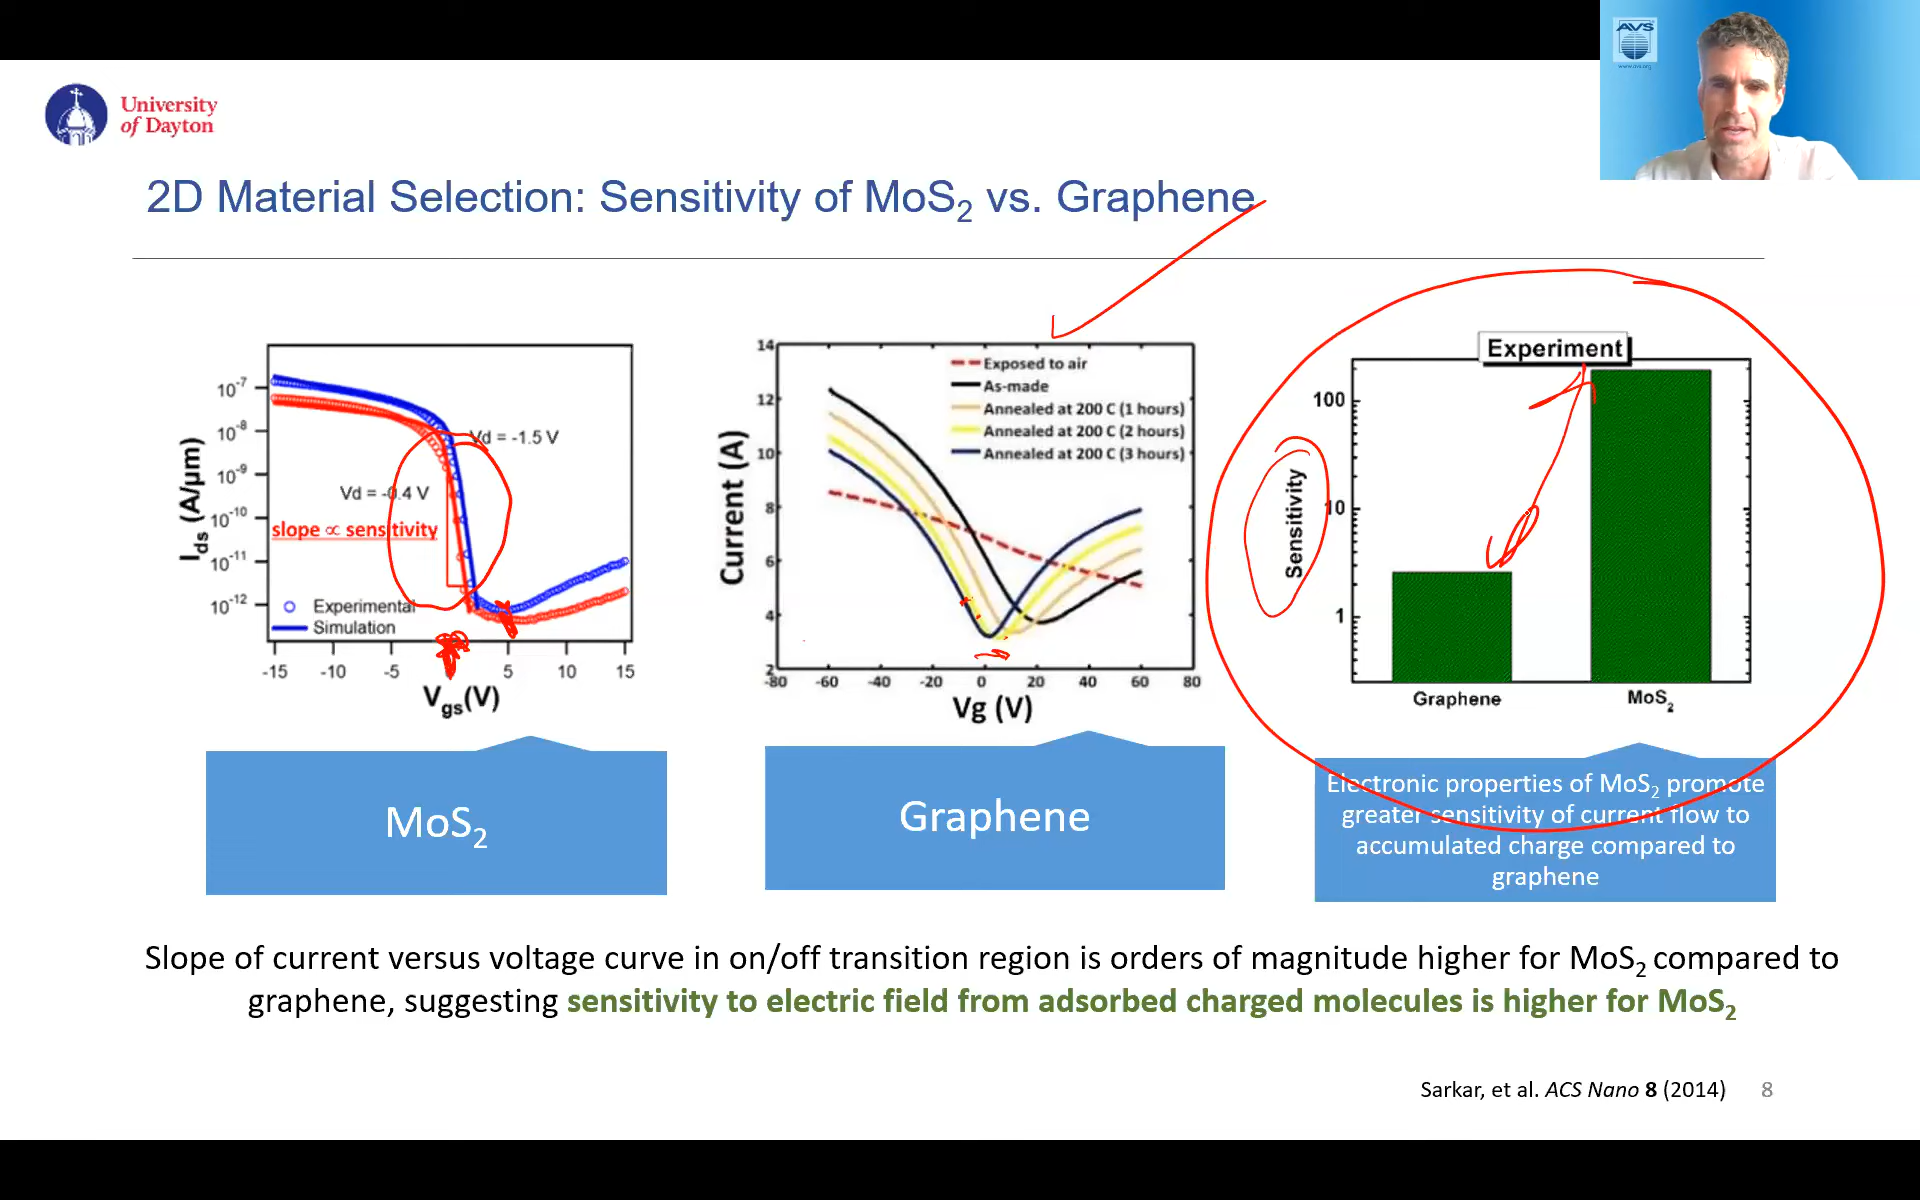 AVS
University
of Dayton
2D Material Selection: Sensitivity of MoS2 vs. Graphene
10-7
10-8
10-9
10-10
10-11
10-12
Ids (A/μm)
Vd = -1.5 V
Vd = -0.4 V
slope ∝ sensitivity
Experimental
Simulation
-15 -10 -5 5 10 15
Vgs(V)
14
12
10
8
6
4
2
Current (A)
Exposed to air
As-made
Annealed at 200 C (1 hours)
Annealed at 200 C (2 hours)
Annealed at 200 C (3 hours)
-80 -60 -40 -20 0 20 40 60 80
Vg (V)
Experiment
100
10
1
Sensitivity
Graphene MoS2
MoS2
Graphene
Electronic properties of MoS2 promote
greater sensitivity of current flow to
accumulated charge compared to
graphene
Slope of current versus voltage curve in on/off transition region is orders of magnitude higher for MoS2 compared to
graphene, suggesting sensitivity to electric field from adsorbed charged molecules is higher for MoS2
Sarkar, et al. ACS Nano 8 (2014) 8